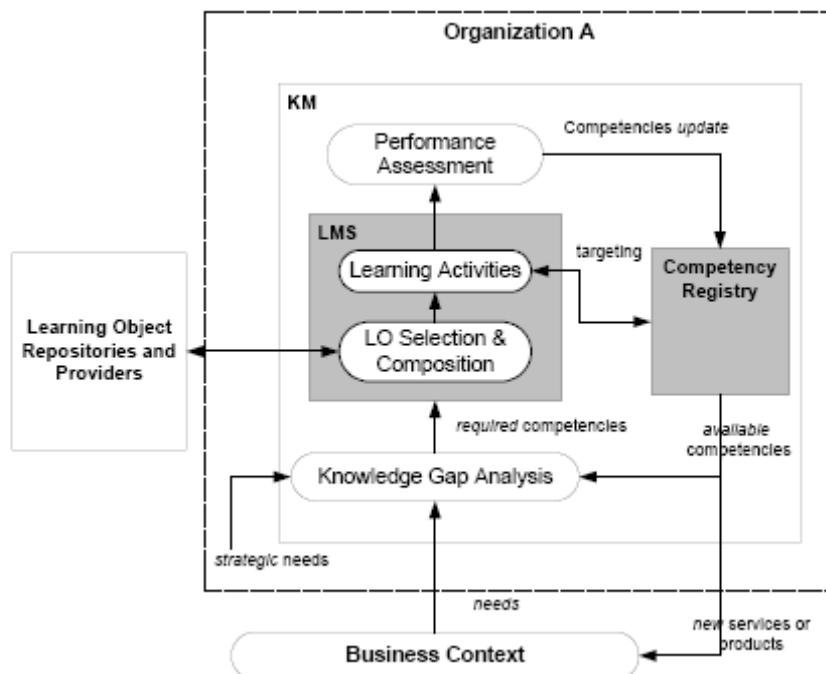 Organization A
KM
Performance
Assessment
Competencies update
LMS
Learning Activities
targeting
Competency
Registry
Learning Object
Repositories and
Providers
LO Selection &
Composition
required competencies
available
competencies
Knowledge Gap Analysis
strategic needs
needs
new services or
products
Business Context